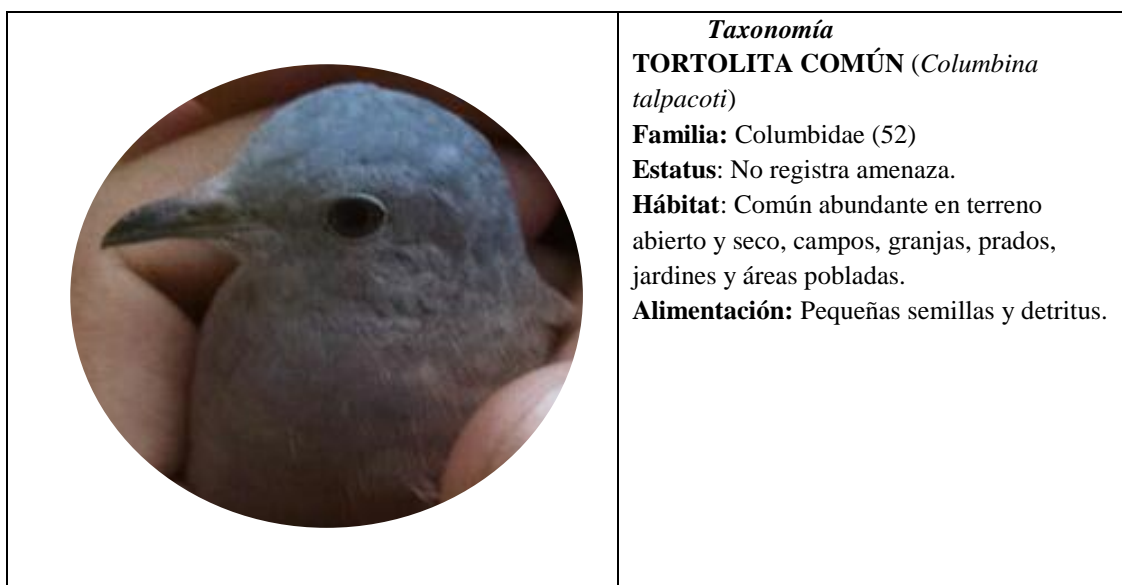 Taxonomía
TORTOLITA COMÚN (Columbina
talpacoti)
Familia: Columbidae (52)
Estatus: No registra amenaza.
Hábitat: Común abundante en terreno
abierto y seco, campos, granjas, prados,
jardines y áreas pobladas.
Alimentación: Pequeñas semillas y detritus.